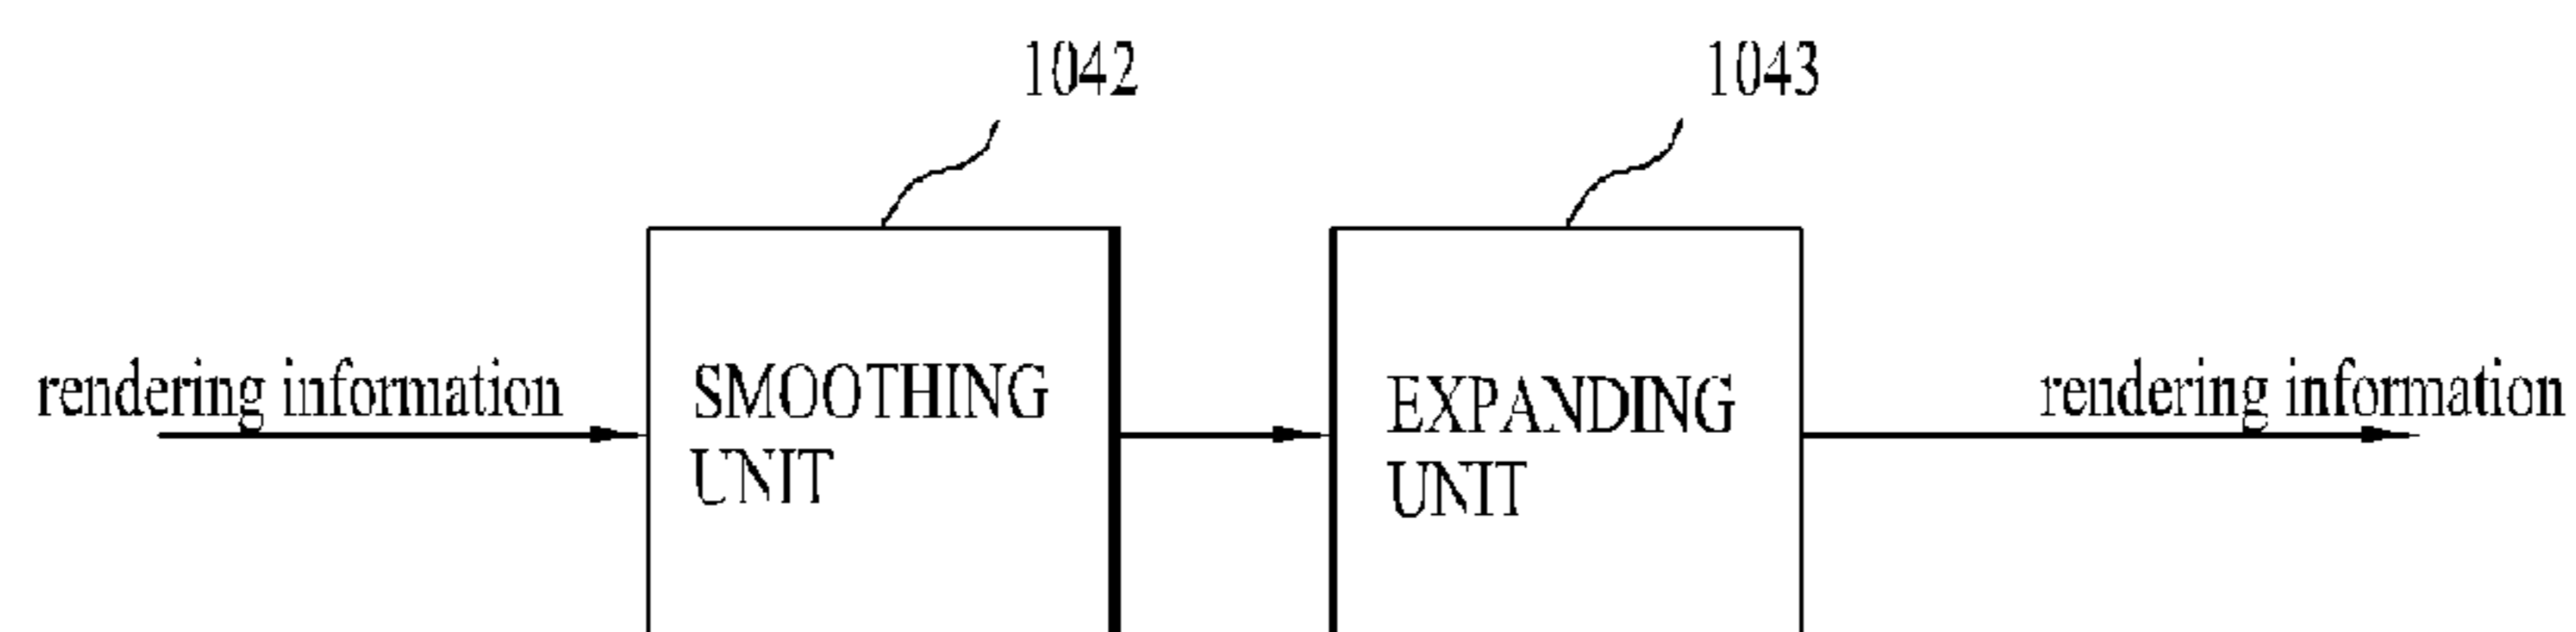 1042
1043
rendering information
SMOOTHING
UNIT
EXPANDING
UNIT
rendering information